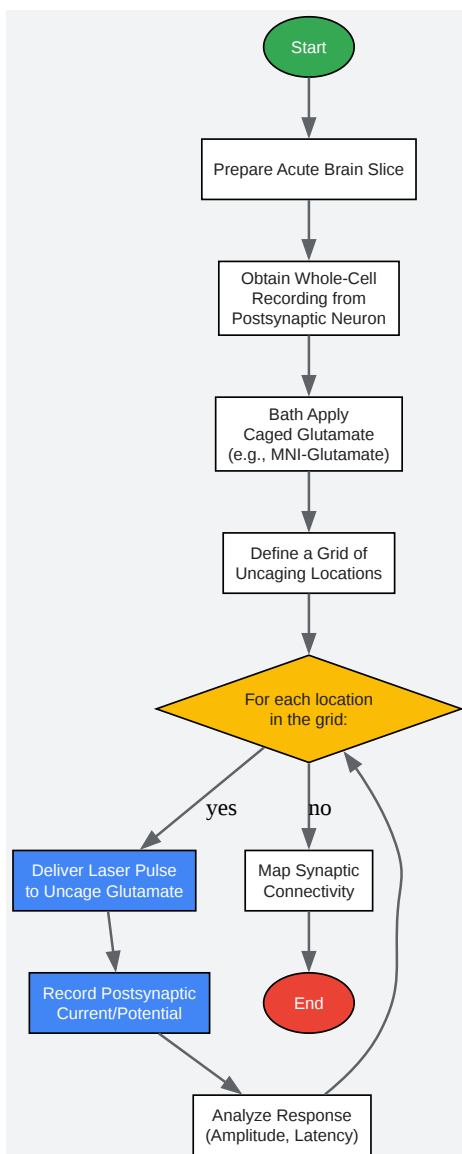 Start
Prepare Acute Brain Slice
Obtain Whole-Cell
Recording from
Postsynaptic Neuron
Bath Apply
Caged Glutamate
(e.g., MNI-Glutamate)
Define a Grid of
Uncaging Locations
For each location
in the grid:
yes
no
Deliver Laser Pulse
to Uncage Glutamate
Map Synaptic
Connectivity
Record Postsynaptic
Current/Potential
End
Analyze Response
(Amplitude, Latency)